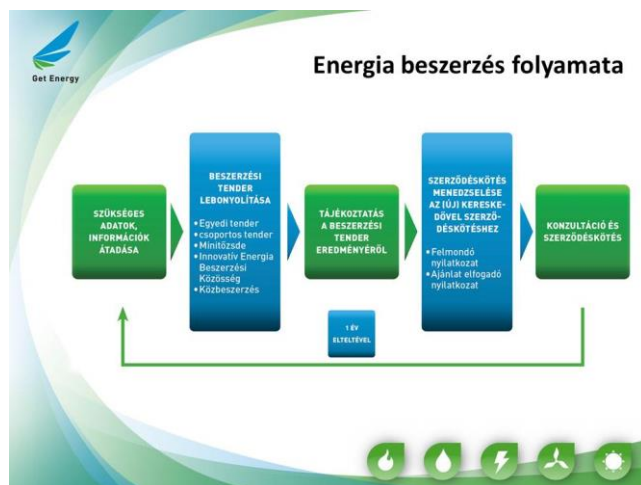 Get Energy
Energia beszerzés folyamata
SZÜKSÉGES
ADATOK,
INFORMÁCIÓK
ÁTADÁSA
BESZERZÉSI
TENDER
LEBONYOLÍTÁSA
•Egyedi tender
•csoportos tender
•Minitőzsde
•Innovatív Energia
Beszerzési
Közösség
•Közbeszerzés
TÁJÉKOZTATÁS
A BESZERZÉSI
TENDER
EREDMÉNYÉRŐL
SZERZŐDÉSKÖTÉS
MENEDZSELÉSE
AZ (ÚJ) KERESKE-
DŐVEL SZERZŐ-
DÉSKÖTÉSHEZ
•Felmondó
nyilatkozat
•Ajánlat elfogadó
nyilatkozat
KONZULTÁCIÓ ÉS
SZERZŐDÉSKÖTÉS
1 ÉV
ELTELTÉVEL